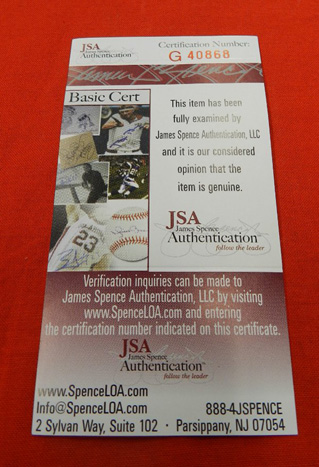 JSA
Authentication™
Certification Number:
G 40868
Basic Cert
This item has been
fully examined by
James Spence Authentication, LLC
and it is our considered
opinion that the
item is genuine.
23
JSA
James Spence
Authentication™
follow the leader
Verification inquiries can be made to
James Spence Authentication, LLC by visiting
www.SpenceLOA.com and entering
the certification number indicated on this certificate.
JSA
James Spence
Authentication™
follow the leader
www.SpenceLOA.com
Info@SpenceLOA.com 888-4JSPENCE
2 Sylvan Way, Suite 102 · Parsippany, NJ 07054